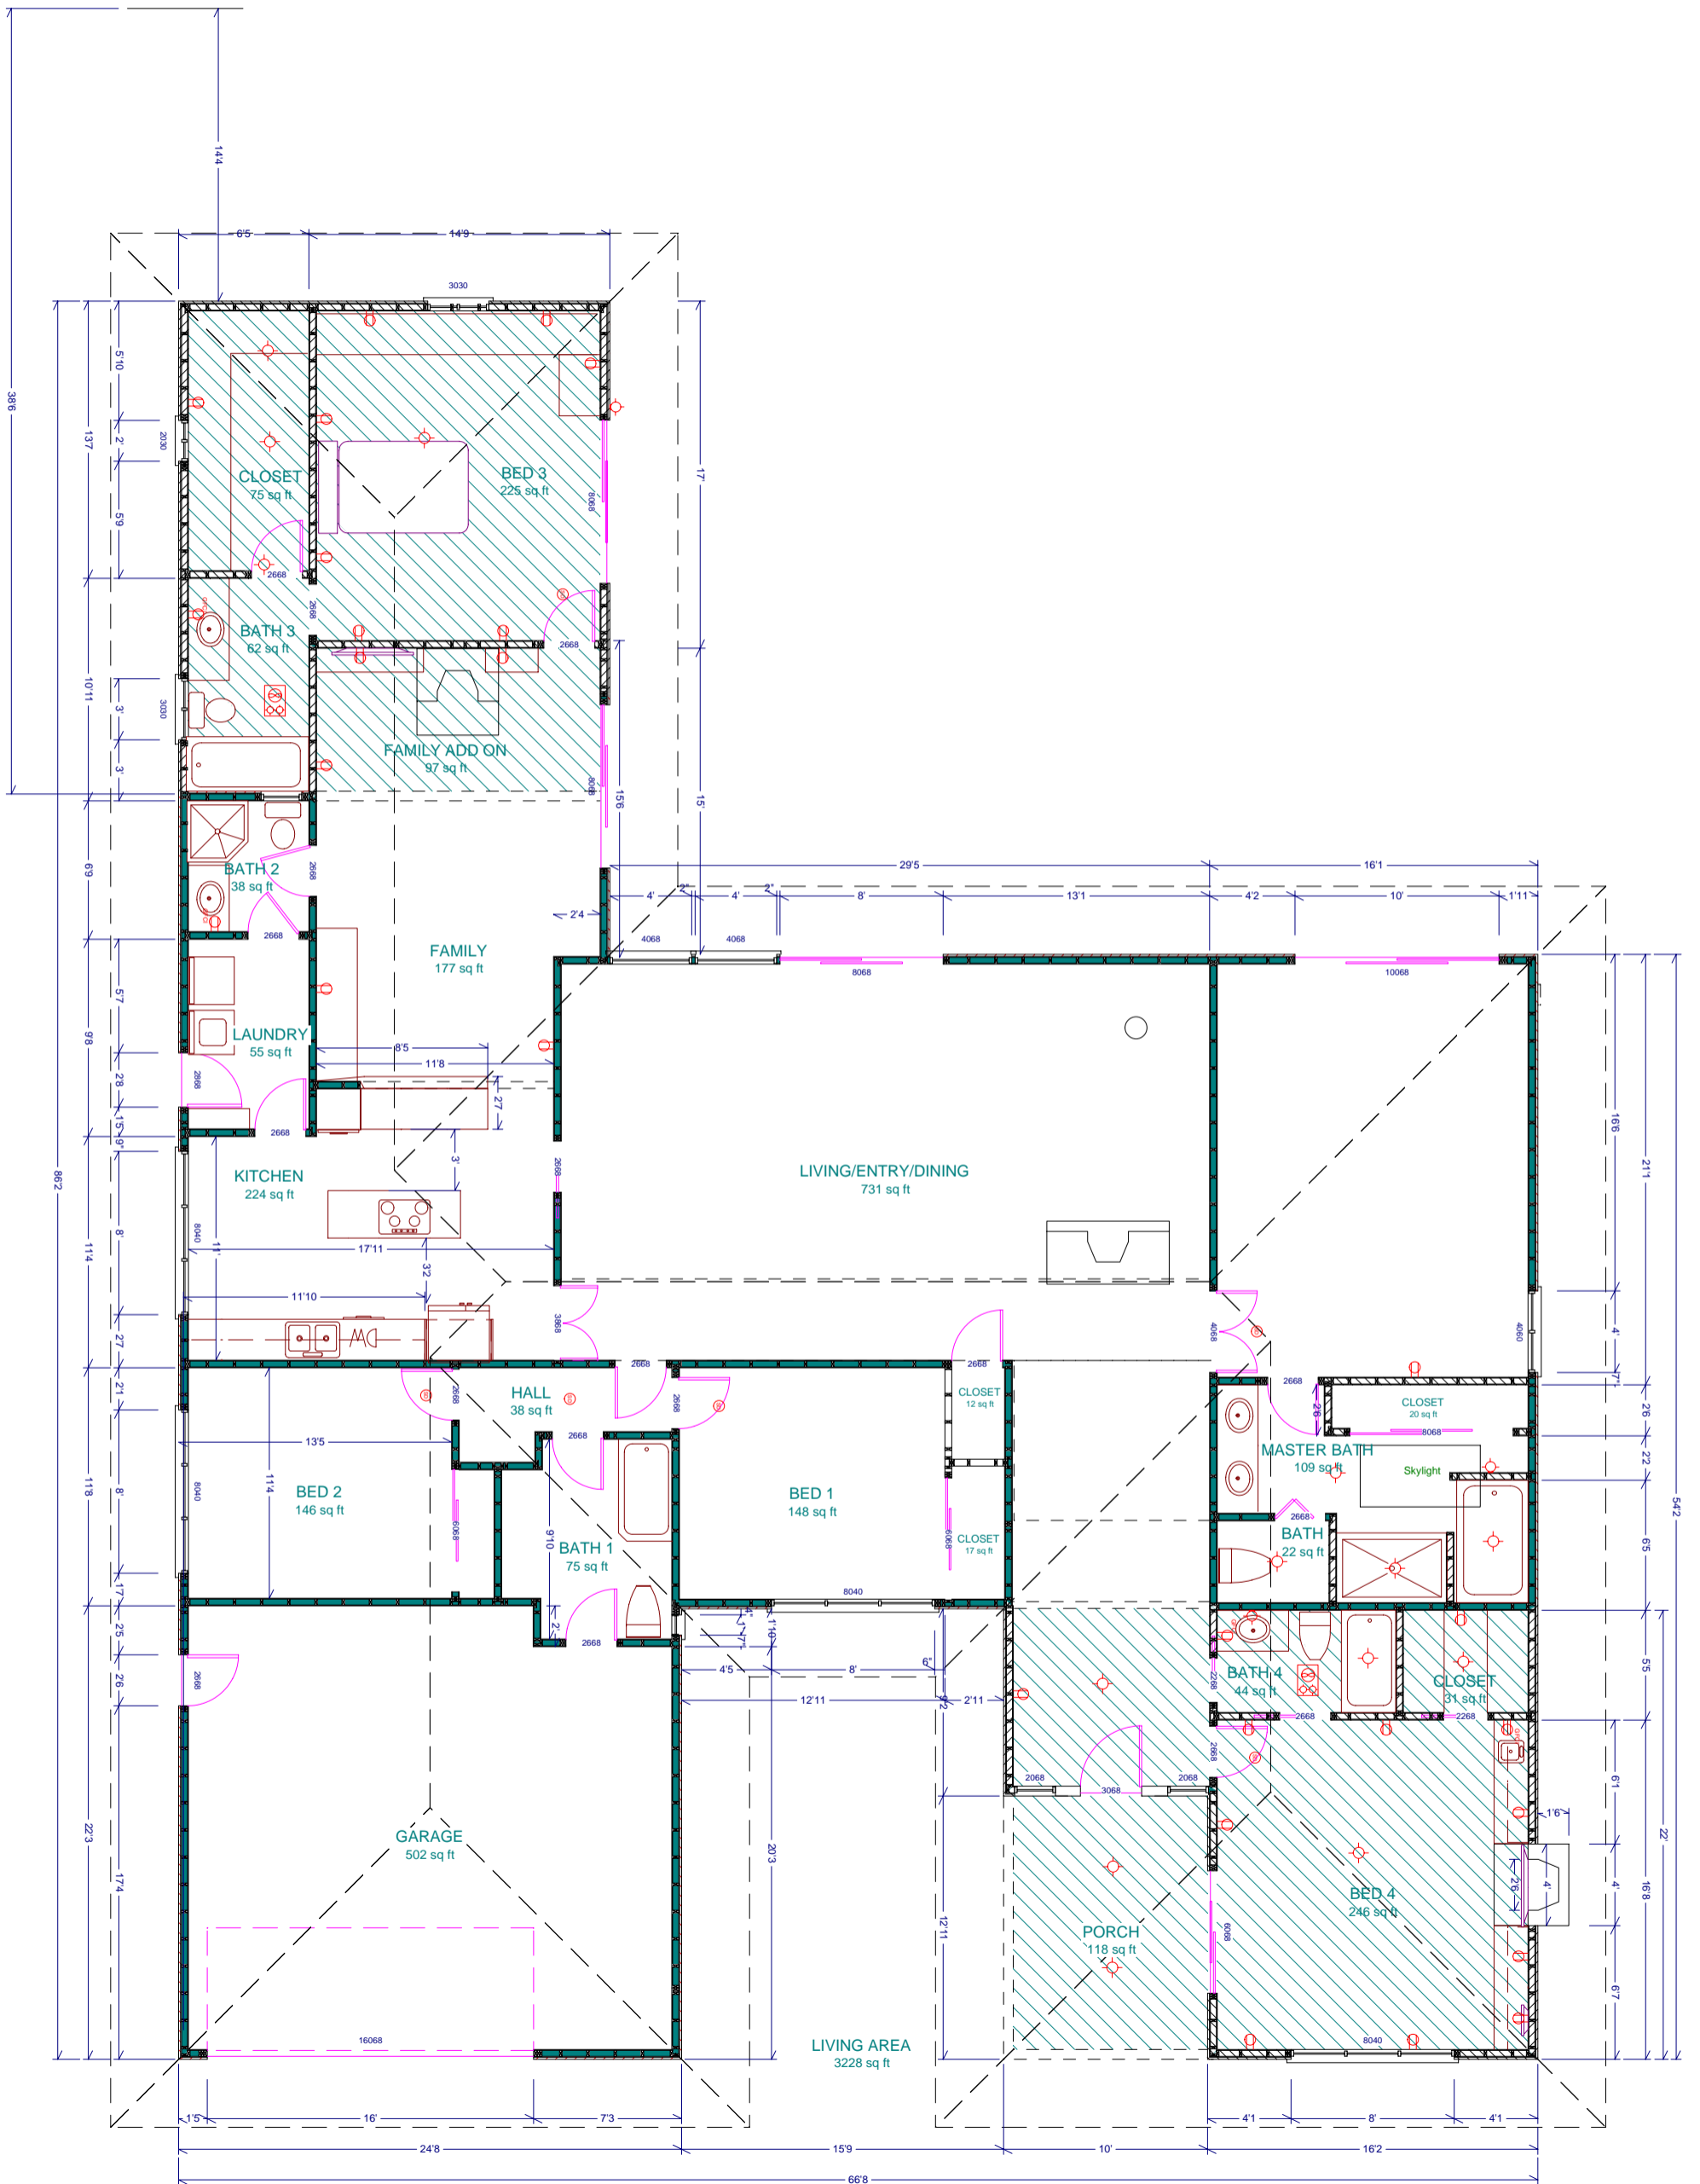 14'4
38'6
6'5
14'9
3030
5'10
2'
5'9
13'7
2030
CLOSET
75 sq ft
BED 3
225 sq ft
8068
17'
2668
2668
BATH 3
62 sq ft
2668
10'11
3'
3'
3030
FAMILY ADD ON
97 sq ft
8068
15'6
15'
6'9
BATH 2
38 sq ft
2668
2668
29'5
16'1
4'
2"
4'
2"
8'
13'1
4'2
10'
1'11
2'4
4068
4068
8068
10068
FAMILY
177 sq ft
5'7
9'8
2'8
1'5
9"
2868
LAUNDRY
55 sq ft
2668
8'5
11'8
2'7
86'2
KITCHEN
224 sq ft
3'
2668
LIVING/ENTRY/DINING
731 sq ft
16'6
21'1
8'
11'4
8040
11'
17'11
3'2
11'10
2'7
3868
4068
4060
4'
7"
2668
2668
2668
CLOSET
12 sq ft
CLOSET
20 sq ft
2'6
8068
2'6
2'1
HALL
38 sq ft
2668
2668
2668
13'5
MASTER BATH
109 sq ft
Skylight
2'2
54'2
BED 2
146 sq ft
11'4
8040
8'
11'8
6068
9'10
BED 1
148 sq ft
6068
CLOSET
17 sq ft
BATH 1
75 sq ft
2668
BATH
22 sq ft
6'5
1'7
8040
2'5
2'
2668
4"
1'7"
1'10
2'6
2668
4'5
8'
6"
12'11
2'11
9'2
BATH 4
44 sq ft
2268
CLOSET
31 sq ft
5'5
2668
2268
2668
2068
3068
2068
6'1
1'6
22'
22'3
17'4
GARAGE
502 sq ft
20'3
12'11
PORCH
118 sq ft
6068
BED 4
246 sq ft
2'6
4'
4'
16'8
6'7
16068
8040
LIVING AREA
3228 sq ft
1'5
16'
7'3
4'1
8'
4'1
24'8
15'9
10'
16'2
66'8